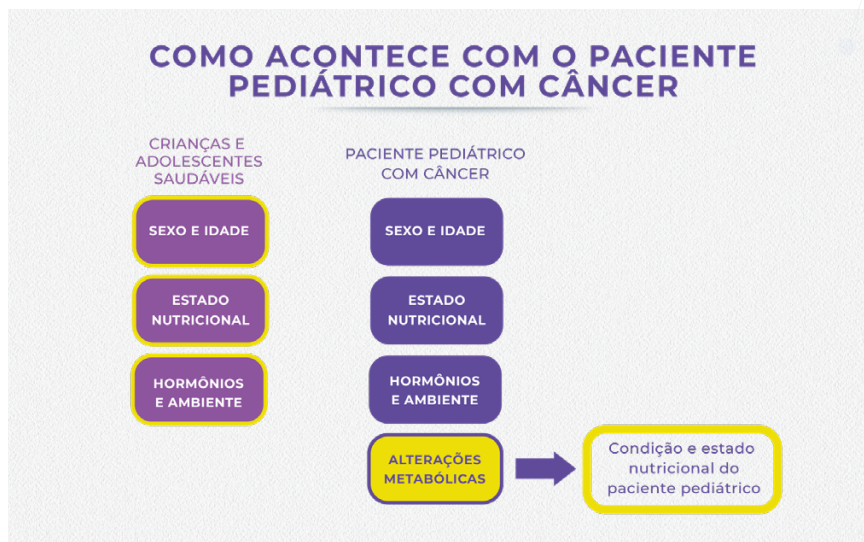 COMO ACONTECE COM O PACIENTE
PEDIÁTRICO COM CÂNCER
CRIANÇAS E
ADOLESCENTES
SAUDÁVEIS
SEXO E IDADE
ESTADO
NUTRICIONAL
HORMÔNIOS
E AMBIENTE
PACIENTE PEDIÁTRICO
COM CÂNCER
SEXO E IDADE
ESTADO
NUTRICIONAL
HORMÔNIOS
E AMBIENTE
ALTERAÇÕES
METABÓLICAS
Condição e estado
nutricional do
paciente pediátrico